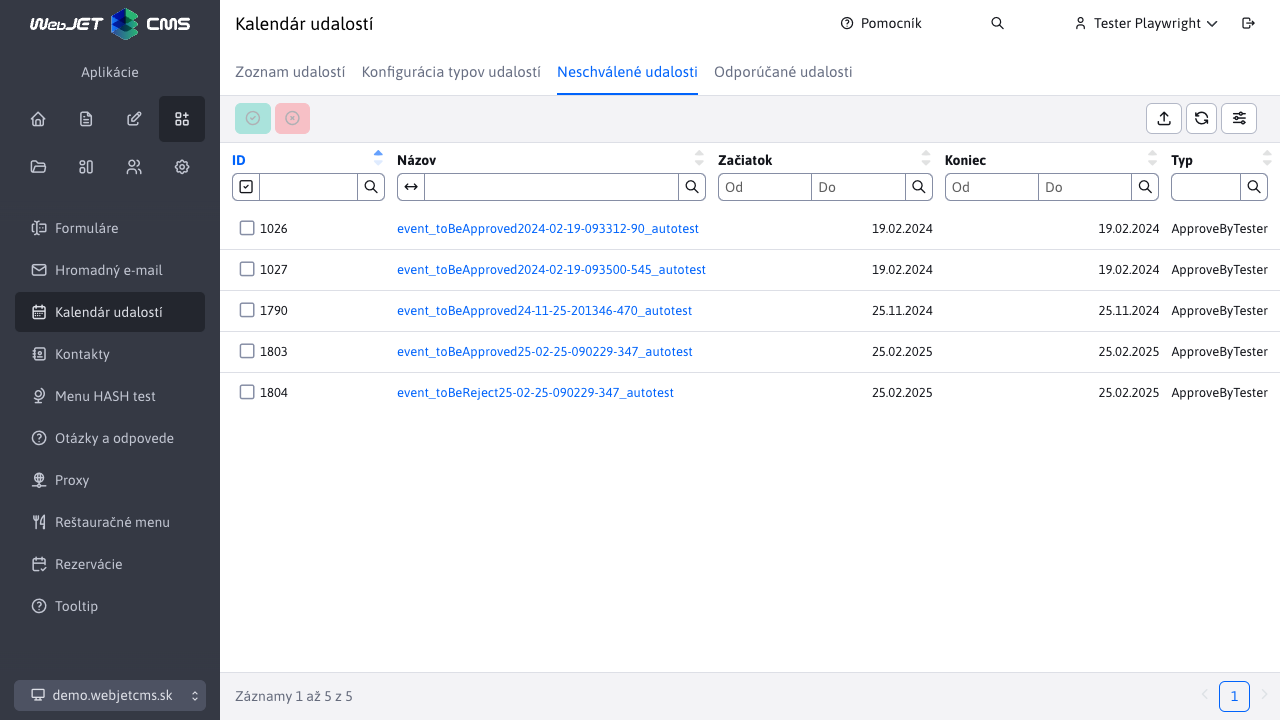 WebJET CMS
Aplikácie
Formuláre
Hromadný e-mail
Kalendár udalostí
Kontakty
Menu HASH test
Otázky a odpovede
Proxy
Reštauračné menu
Rezervácie
Tooltip
demo.webjetcms.sk
Kalendár udalostí
Pomocník
Tester Playwright
Zoznam udalostí Konfigurácia typov udalostí Neschválené udalosti Odporúčané udalosti
ID Názov Začiatok Koniec Typ
Od Do Od Do
1026 event_toBeApproved2024-02-19-093312-90_autotest 19.02.2024 19.02.2024 ApproveByTester
1027 event_toBeApproved2024-02-19-093500-545_autotest 19.02.2024 19.02.2024 ApproveByTester
1790 event_toBeApproved24-11-25-201346-470_autotest 25.11.2024 25.11.2024 ApproveByTester
1803 event_toBeApproved25-02-25-090229-347_autotest 25.02.2025 25.02.2025 ApproveByTester
1804 event_toBeReject25-02-25-090229-347_autotest 25.02.2025 25.02.2025 ApproveByTester
Záznamy 1 až 5 z 5
1